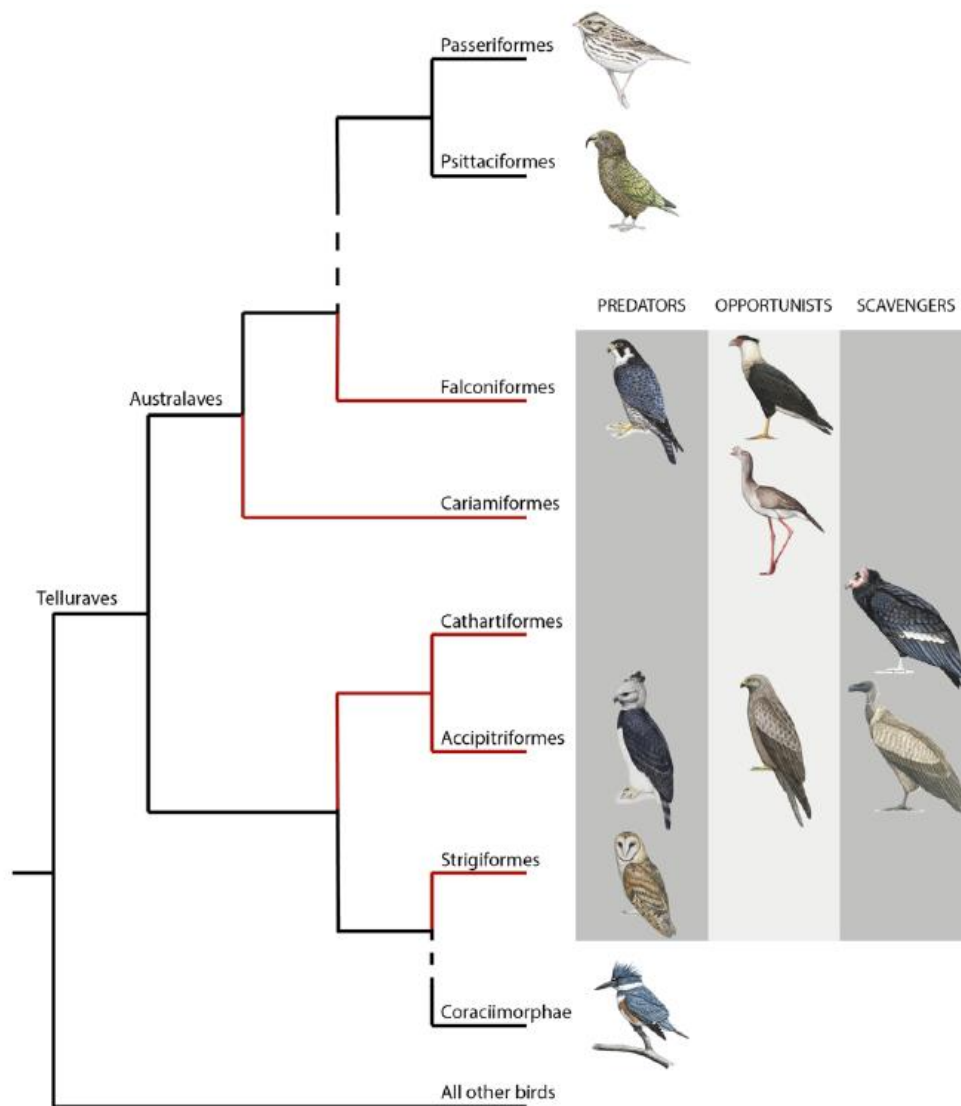 Passeriformes
Psittaciformes
PREDATORS OPPORTUNISTS SCAVENGERS
Falconiformes
Australaves
Cariamiformes
Telluraves
Cathartiformes
Accipitriformes
Strigiformes
Coraciimorphae
All other birds